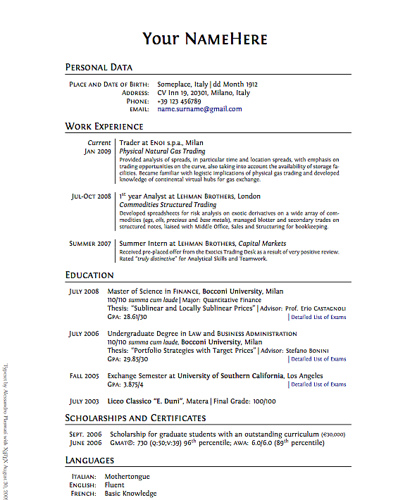 Your NameHere
Personal Data
Place and Date of Birth: Someplace, Italy | dd Month 1912
Address: CV Inn 19, 20301, Milano, Italy
Phone: +39 123 456789
email: name.surname@gmail.com
Work Experience
Current Trader at Enoi s.p.a., Milan
Jan 2009 Physical Natural Gas Trading
Provided analysis of spreads, in particular time and location spreads, with emphasis on
trading opportunities on the curve, also taking into account the availability of storage fa-
cilities. Became familiar with logistic implications of physical gas trading and developed
knowledge of continental virtual hubs for gas exchange.
Jul-Oct 2008 1st year Analyst at Lehman Brothers, London
Commodities Structured Trading
Developed spreadsheets for risk analysis on exotic derivatives on a wide array of com-
modities (ags, oils, precious and base metals), managed blotter and secondary trades on
structured notes, liaised with Middle Office, Sales and Structuring for bookkeeping.
Summer 2007 Summer Intern at Lehman Brothers, Capital Markets
Received pre-placed offer from the Exotics Trading Desk as a result of very positive review.
Rated "truly distinctive" for Analytical Skills and Teamwork.
Education
July 2008 Master of Science in Finance, Bocconi University, Milan
110/110 summa cum laude | Major: Quantitative Finance
Thesis: "Sublinear and Locally Sublinear Prices" | Advisor: Prof. Erio Castagnoli
Gpa: 28.61/30 | Detailed List of Exams
July 2006 Undergraduate Degree in Law and Business Administration
110/110 summa cum laude, Bocconi University, Milan
Thesis: "Portfolio Strategies with Target Prices" | Advisor: Stefano Bonini
Gpa: 29.85/30 | Detailed List of Exams
Fall 2005 Exchange Semester at University of Southern California, Los Angeles
Gpa: 3.875/4 | Detailed List of Exams
July 2003 Liceo Classico "E. Duni", Matera | Final Grade: 100/100
Scholarships and Certificates
Sept. 2006 Scholarship for graduate students with an outstanding curriculum (€30,000)
June 2006 Gmat®: 730 (q:50;v:39) 96th percentile; awa: 6.0/6.0 (89th percentile)
Languages
Italian: Mothertongue
English: Fluent
French: Basic Knowledge
Typeset by Alessandro Plasmati with XeTeX August 30,